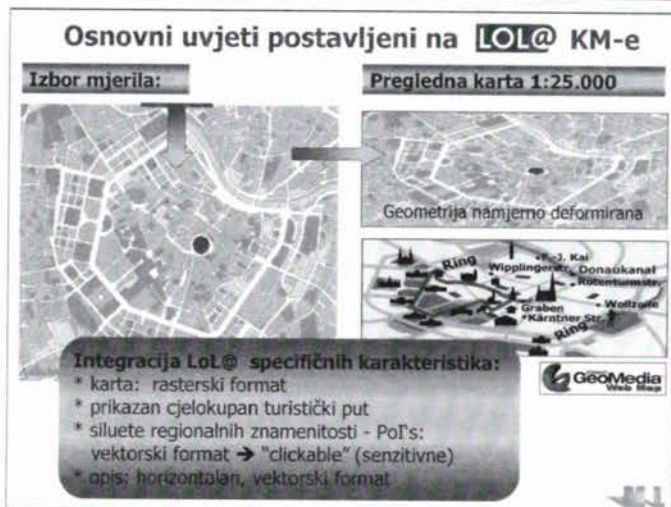 Osnovni uvjeti postavljeni na LOL@ KM-e
Izbor mjerila:
Pregledna karta 1:25.000
Geometrija namjerno deformirana
Ring
F.-J. Kai
Wipplingerstr.
Donaukanal
Rotenturmstr.
Wollzeile
Graben
Kärntner Str.
Ring
Integracija LoL@ specifičnih karakteristika:
* karta: rasterski format
* prikazan cjelokupan turistički put
* siluete regionalnih znamenitosti - PoI's:
vektorski format → "clickable" (senzitivne)
* opis: horizontalan, vektorski format
GeoMedia
Web Map